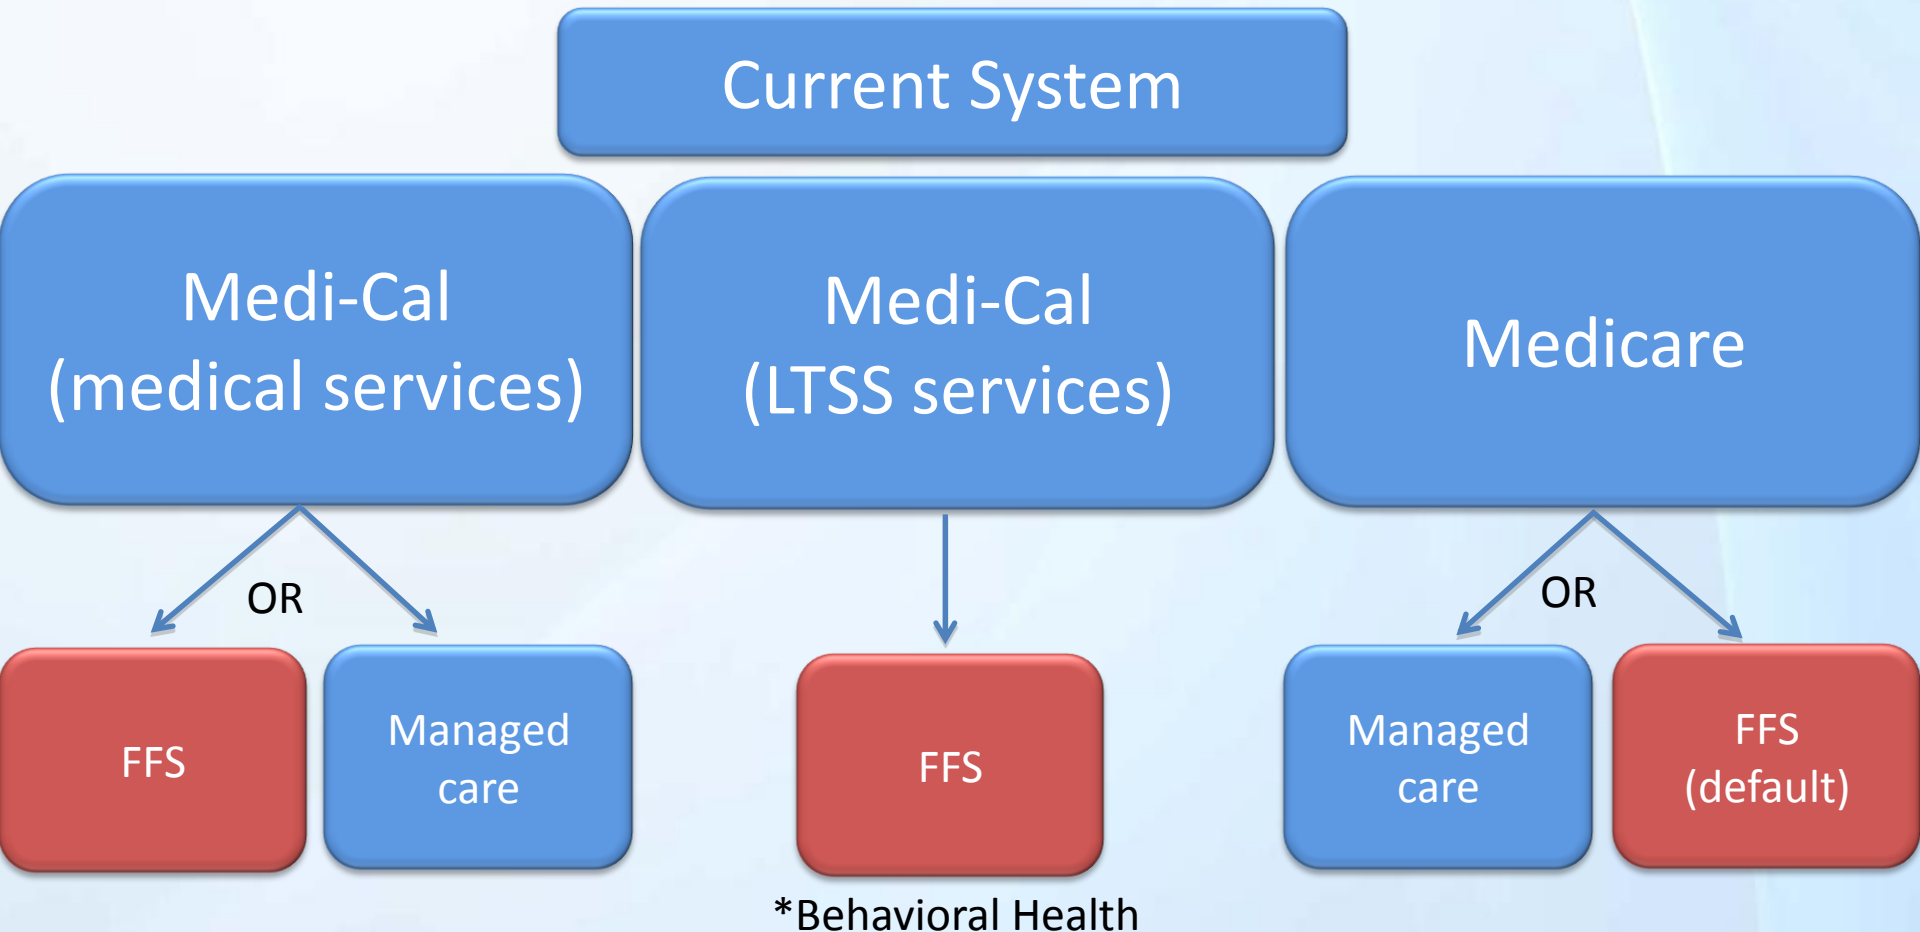 Current System
Medi-Cal
(medical services)
Medi-Cal
(LTSS services)
Medicare
OR
OR
FFS
Managed
care
FFS
Managed
care
FFS
(default)
*Behavioral Health